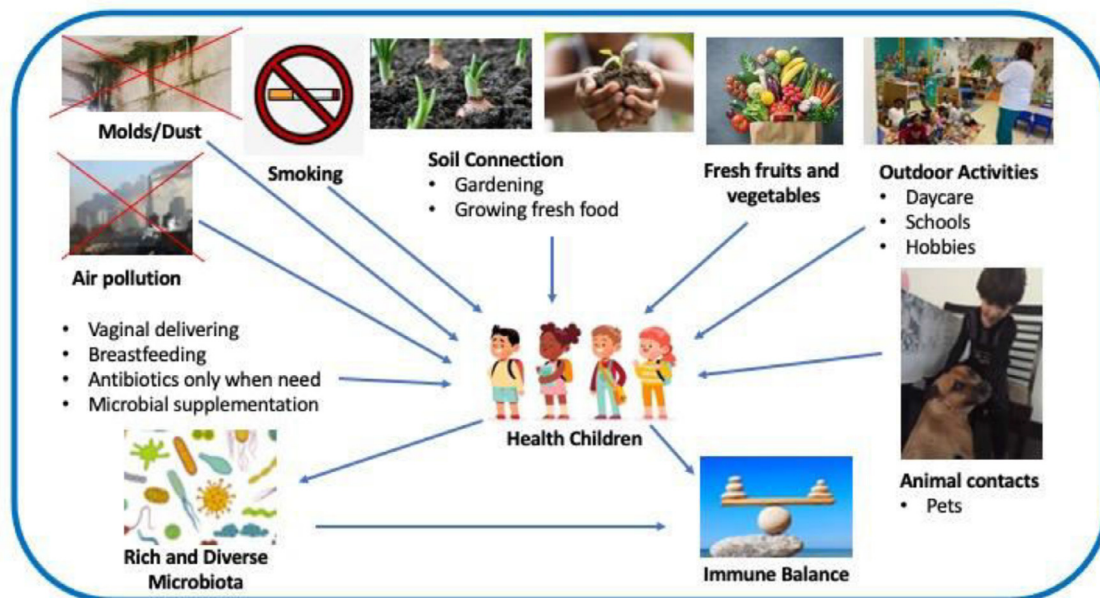 Molds/Dust
Smoking
Soil Connection
• Gardening
• Growing fresh food
Fresh fruits and
vegetables
Outdoor Activities
• Daycare
• Schools
• Hobbies
Air pollution
• Vaginal delivering
• Breastfeeding
• Antibiotics only when need
• Microbial supplementation
Health Children
Animal contacts
• Pets
Rich and Diverse
Microbiota
Immune Balance